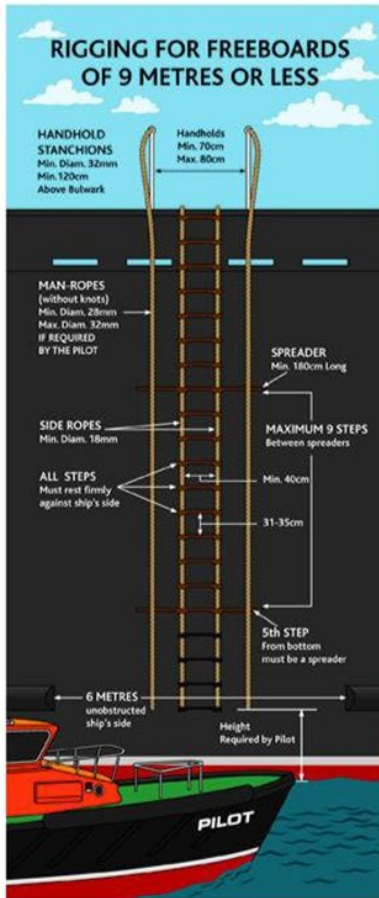 RIGGING FOR FREEBOARDS
OF 9 METRES OR LESS
HANDHOLD
STANCHIONS
Min. Diam. 32mm
Min. 120cm
Above Bulwark
Handholds
Min. 70cm
Max. 80cm
MAN-ROPES
(without knots)
Min. Diam. 28mm
Max. Diam. 32mm
IF REQUIRED
BY THE PILOT
SPREADER
Min. 180cm Long
SIDE ROPES
Min. Diam. 18mm
MAXIMUM 9 STEPS
Between spreaders
ALL STEPS
Must rest firmly
against ship's side
Min. 40cm
31-35cm
5th STEP
From bottom
must be a spreader
6 METRES
unobstructed
ship's side
Height
Required by Pilot
PILOT